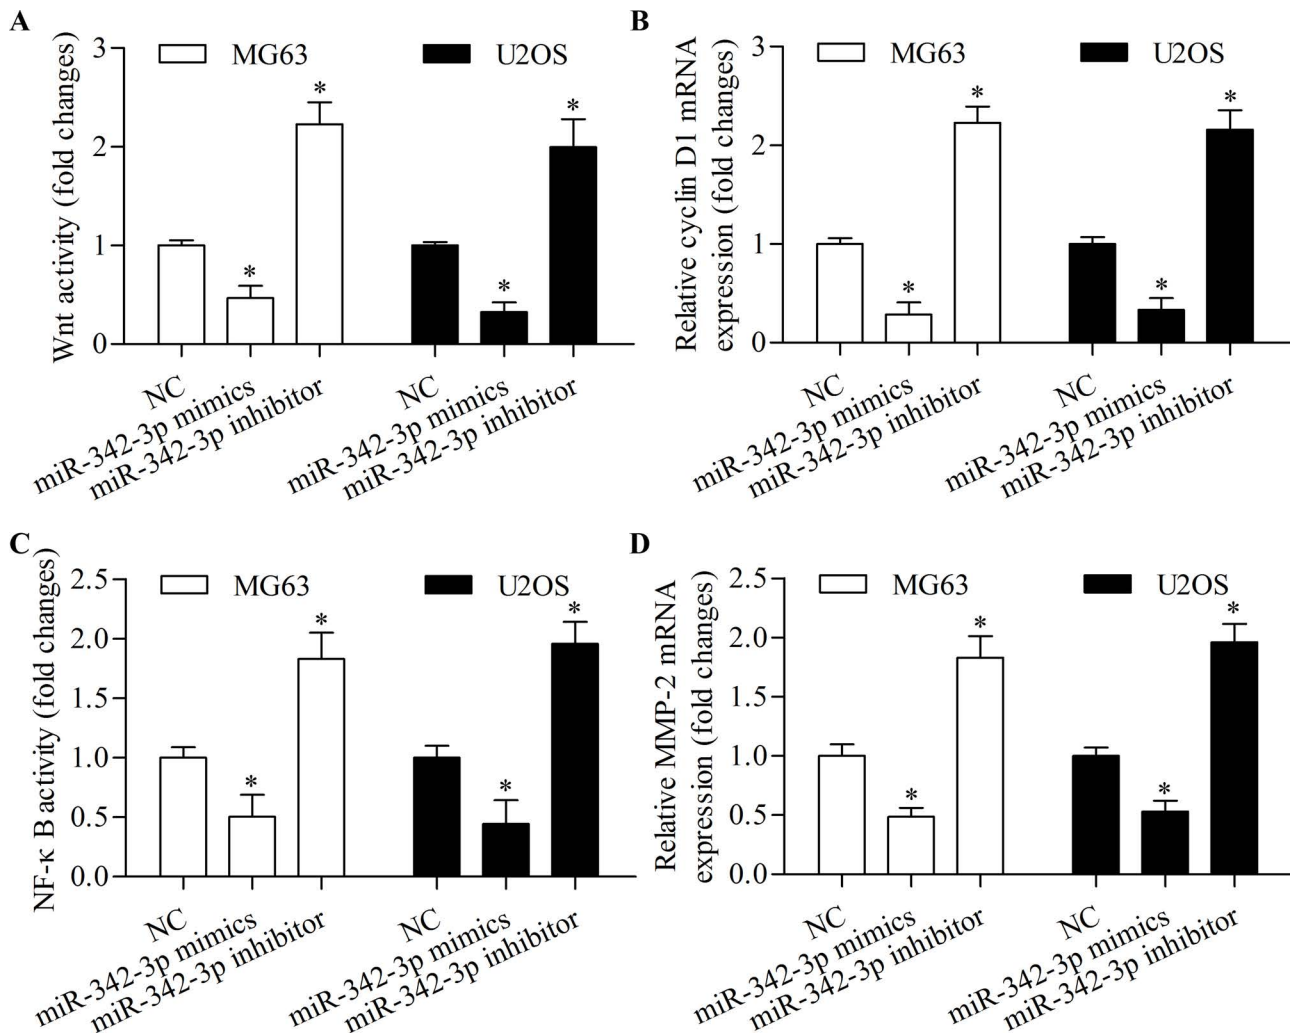 A
Wnt activity (fold changes)
3
2
1
0
MG63
U2OS
*
*
*
*
NC
miR-342-3p mimics
miR-342-3p inhibitor
NC
miR-342-3p mimics
miR-342-3p inhibitor
B
Relative cyclin D1 mRNA
expression (fold changes)
3
2
1
0
MG63
U2OS
*
*
*
*
NC
miR-342-3p mimics
miR-342-3p inhibitor
NC
miR-342-3p mimics
miR-342-3p inhibitor
C
NF-κ B activity (fold changes)
2.5
2.0
1.5
1.0
0.5
0.0
MG63
U2OS
*
*
*
*
NC
miR-342-3p mimics
miR-342-3p inhibitor
NC
miR-342-3p mimics
miR-342-3p inhibitor
D
Relative MMP-2 mRNA
expression (fold changes)
2.5
2.0
1.5
1.0
0.5
0.0
MG63
U2OS
*
*
*
*
NC
miR-342-3p mimics
miR-342-3p inhibitor
NC
miR-342-3p mimics
miR-342-3p inhibitor